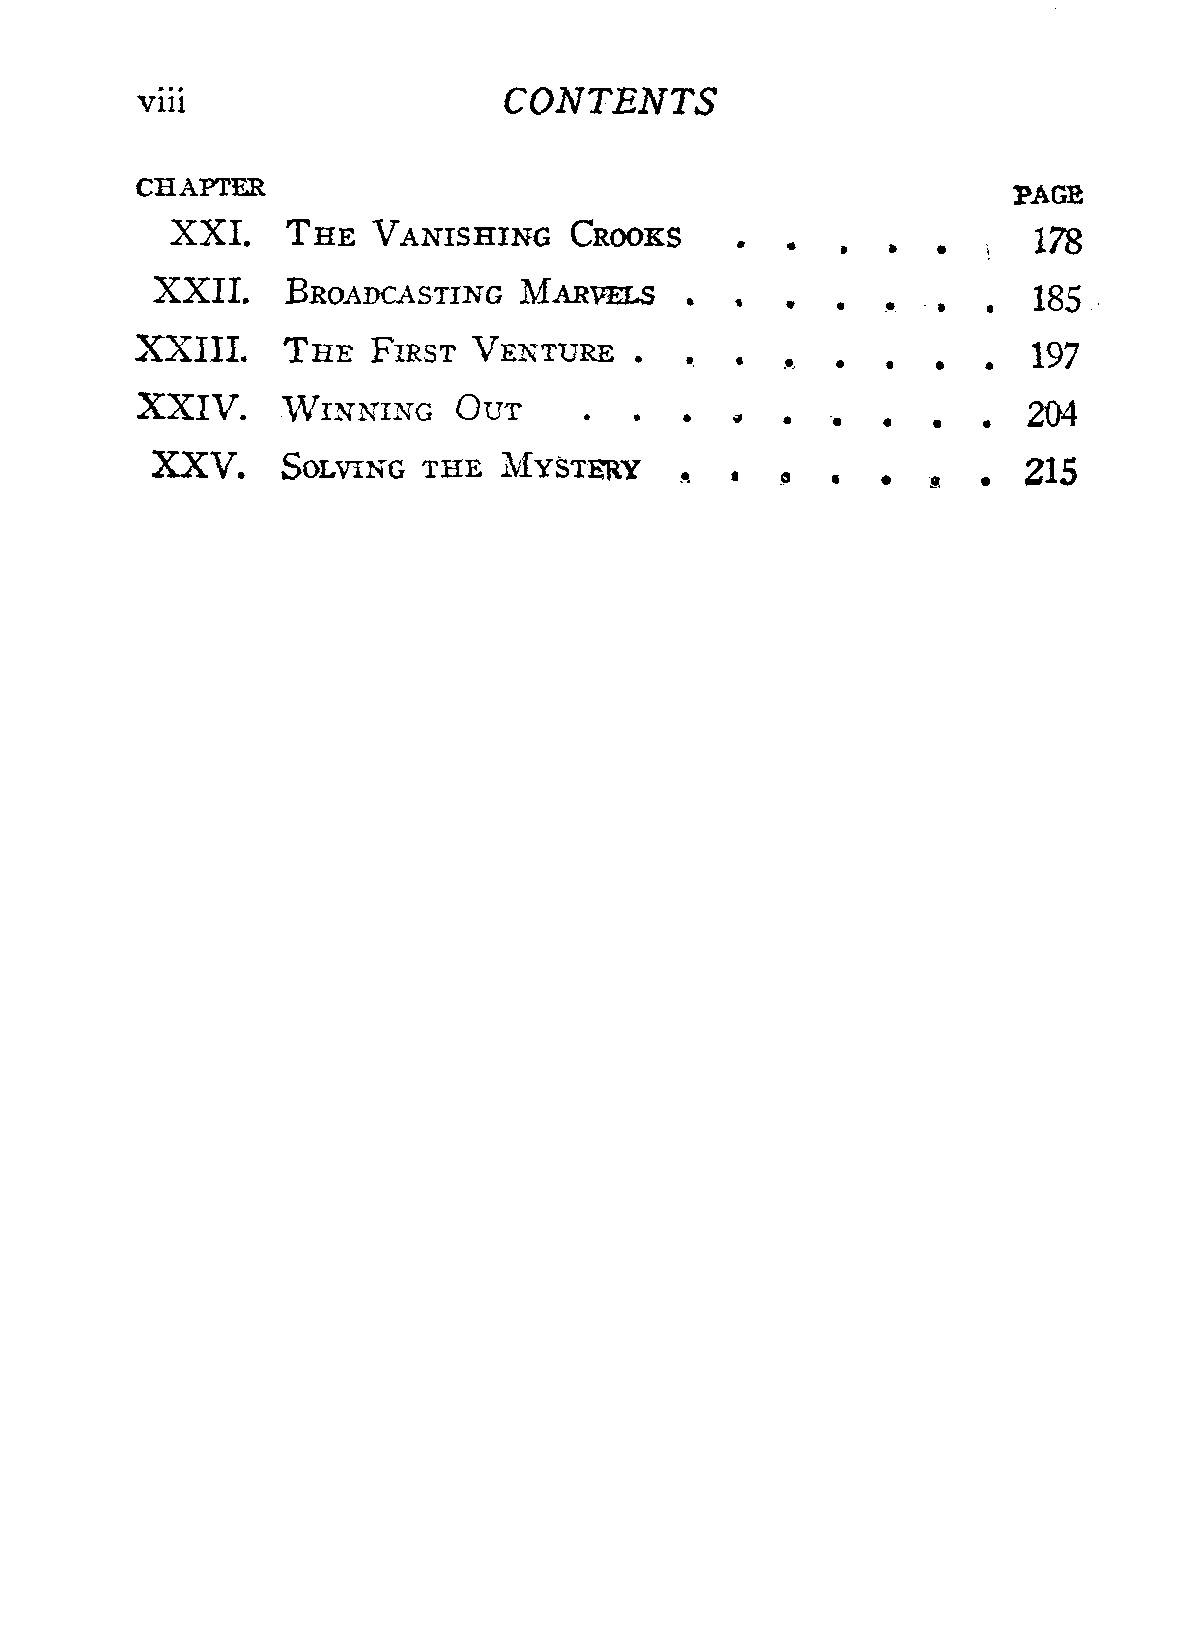 viii CONTENTS
CHAPTER PAGE
XXI. THE VANISHING CROOKS . . . . . . 178
XXII. BROADCASTING MARVELS . . . . . . . 185
XXIII. THE FIRST VENTURE . . . . . . . . 197
XXIV. WINNING OUT . . . . . . . . . 204
XXV. SOLVING THE MYSTERY . . . . . . . 215